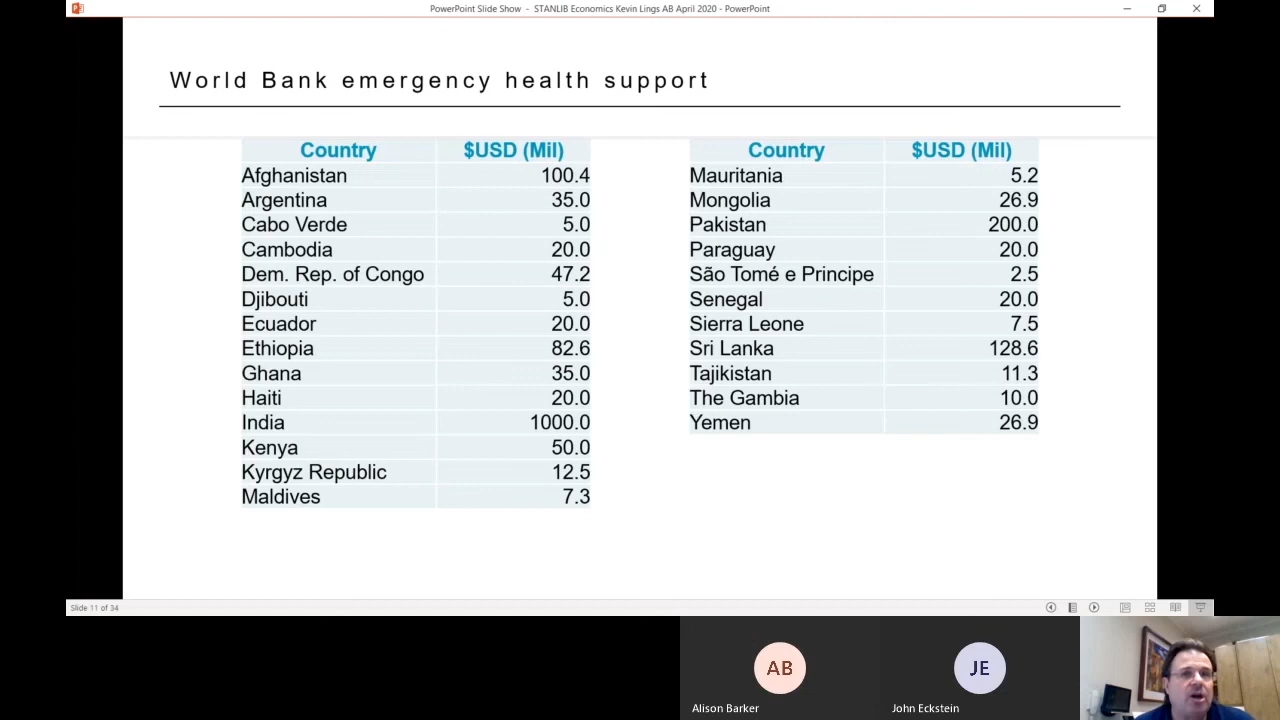 PowerPoint Slide Show - STANLIB Economics Kevin Lings AB April 2020 - PowerPoint
World Bank emergency health support
Country $USD (Mil)
Afghanistan 100.4
Argentina 35.0
Cabo Verde 5.0
Cambodia 20.0
Dem. Rep. of Congo 47.2
Djibouti 5.0
Ecuador 20.0
Ethiopia 82.6
Ghana 35.0
Haiti 20.0
India 1000.0
Kenya 50.0
Kyrgyz Republic 12.5
Maldives 7.3
Country $USD (Mil)
Mauritania 5.2
Mongolia 26.9
Pakistan 200.0
Paraguay 20.0
São Tomé e Principe 2.5
Senegal 20.0
Sierra Leone 7.5
Sri Lanka 128.6
Tajikistan 11.3
The Gambia 10.0
Yemen 26.9
Slide 11 of 34
AB
Alison Barker
JE
John Eckstein